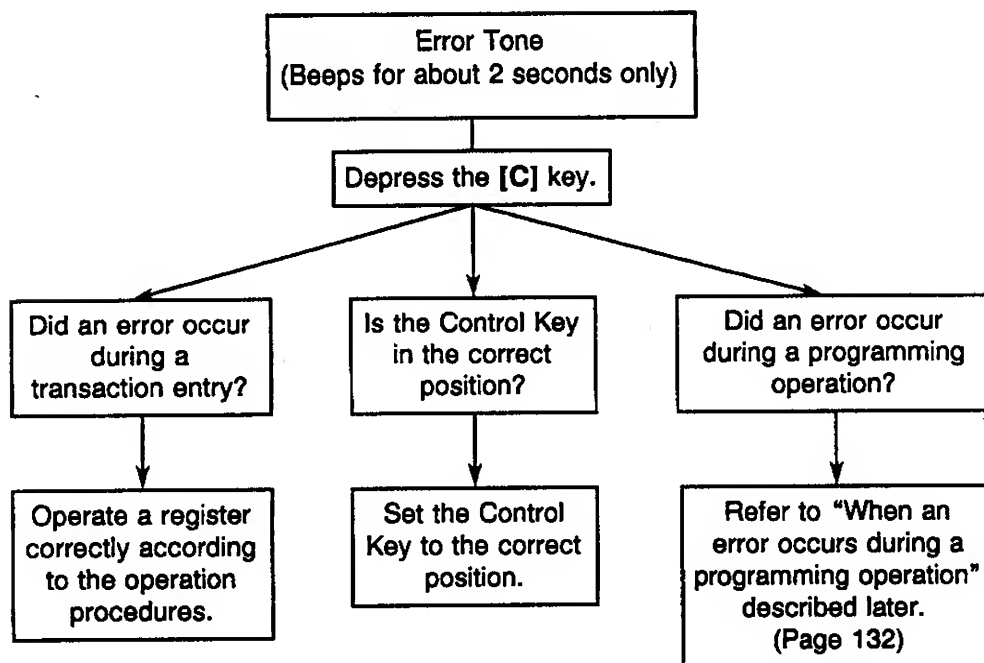 Error Tone
(Beeps for about 2 seconds only)
Depress the [C] key.
Did an error occur
during a
transaction entry?
Is the Control Key
in the correct
position?
Did an error occur
during a programming
operation?
Operate a register
correctly according
to the operation
procedures.
Set the Control
Key to the correct
position.
Refer to “When an
error occurs during a
programming operation”
described later.
(Page 132)